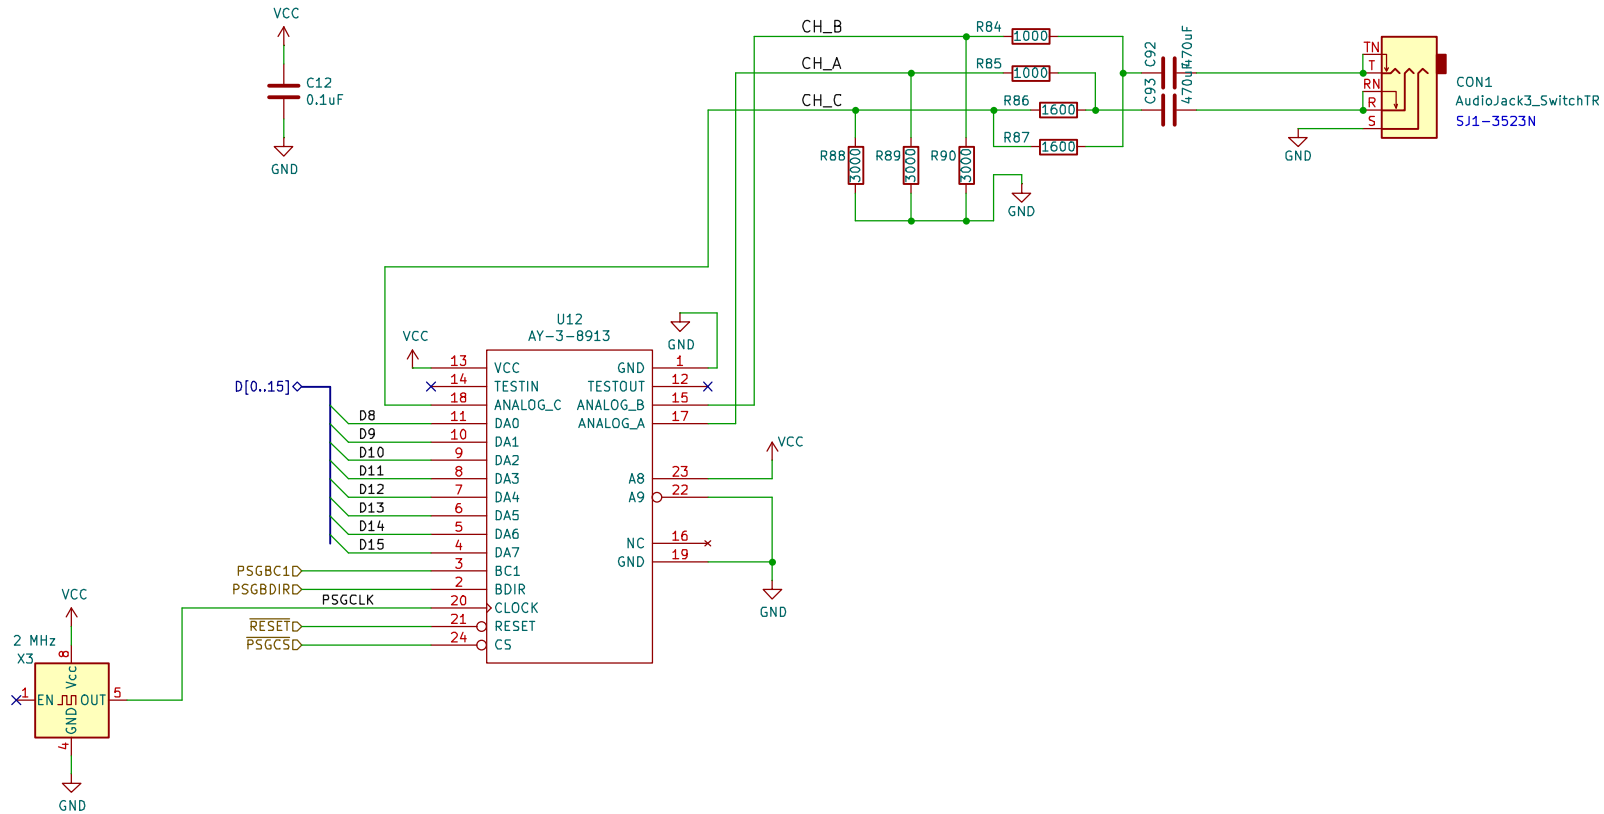 VCC
C12
0.1uF
GND
CH_B
CH_A
CH_C
R84
1000
R85
1000
R86
1600
R87
1600
R88
3000
R89
3000
R90
3000
GND
C92
470uF
C93
470uF
TN
T
RN
R
S
GND
CON1
AudioJack3_SwitchTR
SJ1-3523N
U12
AY-3-8913
VCC
GND
13 VCC GND 1
14 TESTIN TESTOUT 12
18 ANALOG_C ANALOG_B 15
11 DA0 ANALOG_A 17
10 DA1
9 DA2
8 DA3 A8 23
7 DA4 A9 22
6 DA5
5 DA6 NC 16
4 DA7 GND 19
3 BC1
2 BDIR
20 CLOCK
21 RESET
24 CS
VCC
GND
D[0..15]
D8
D9
D10
D11
D12
D13
D14
D15
PSGBC1
PSGBDIR
PSGCLK
RESET
PSGCS
VCC
2 MHz
X3
8
Vcc
1 EN OUT 5
GND
4
GND